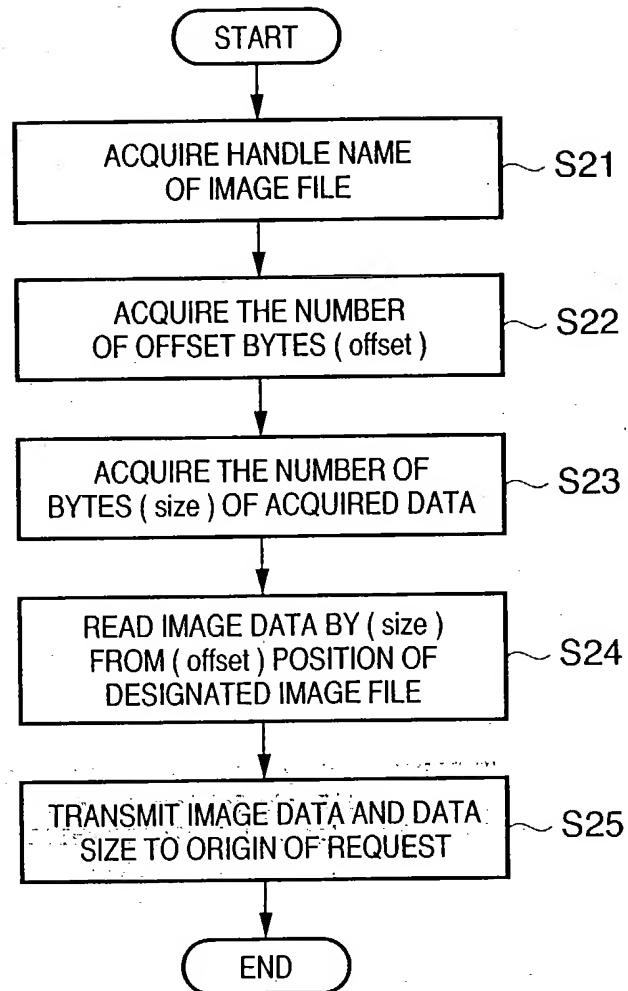 START
ACQUIRE HANDLE NAME
OF IMAGE FILE
S21
ACQUIRE THE NUMBER
OF OFFSET BYTES ( offset )
S22
ACQUIRE THE NUMBER OF
BYTES ( size ) OF ACQUIRED DATA
S23
READ IMAGE DATA BY ( size )
FROM ( offset ) POSITION OF
DESIGNATED IMAGE FILE
S24
TRANSMIT IMAGE DATA AND DATA
SIZE TO ORIGIN OF REQUEST
S25
END